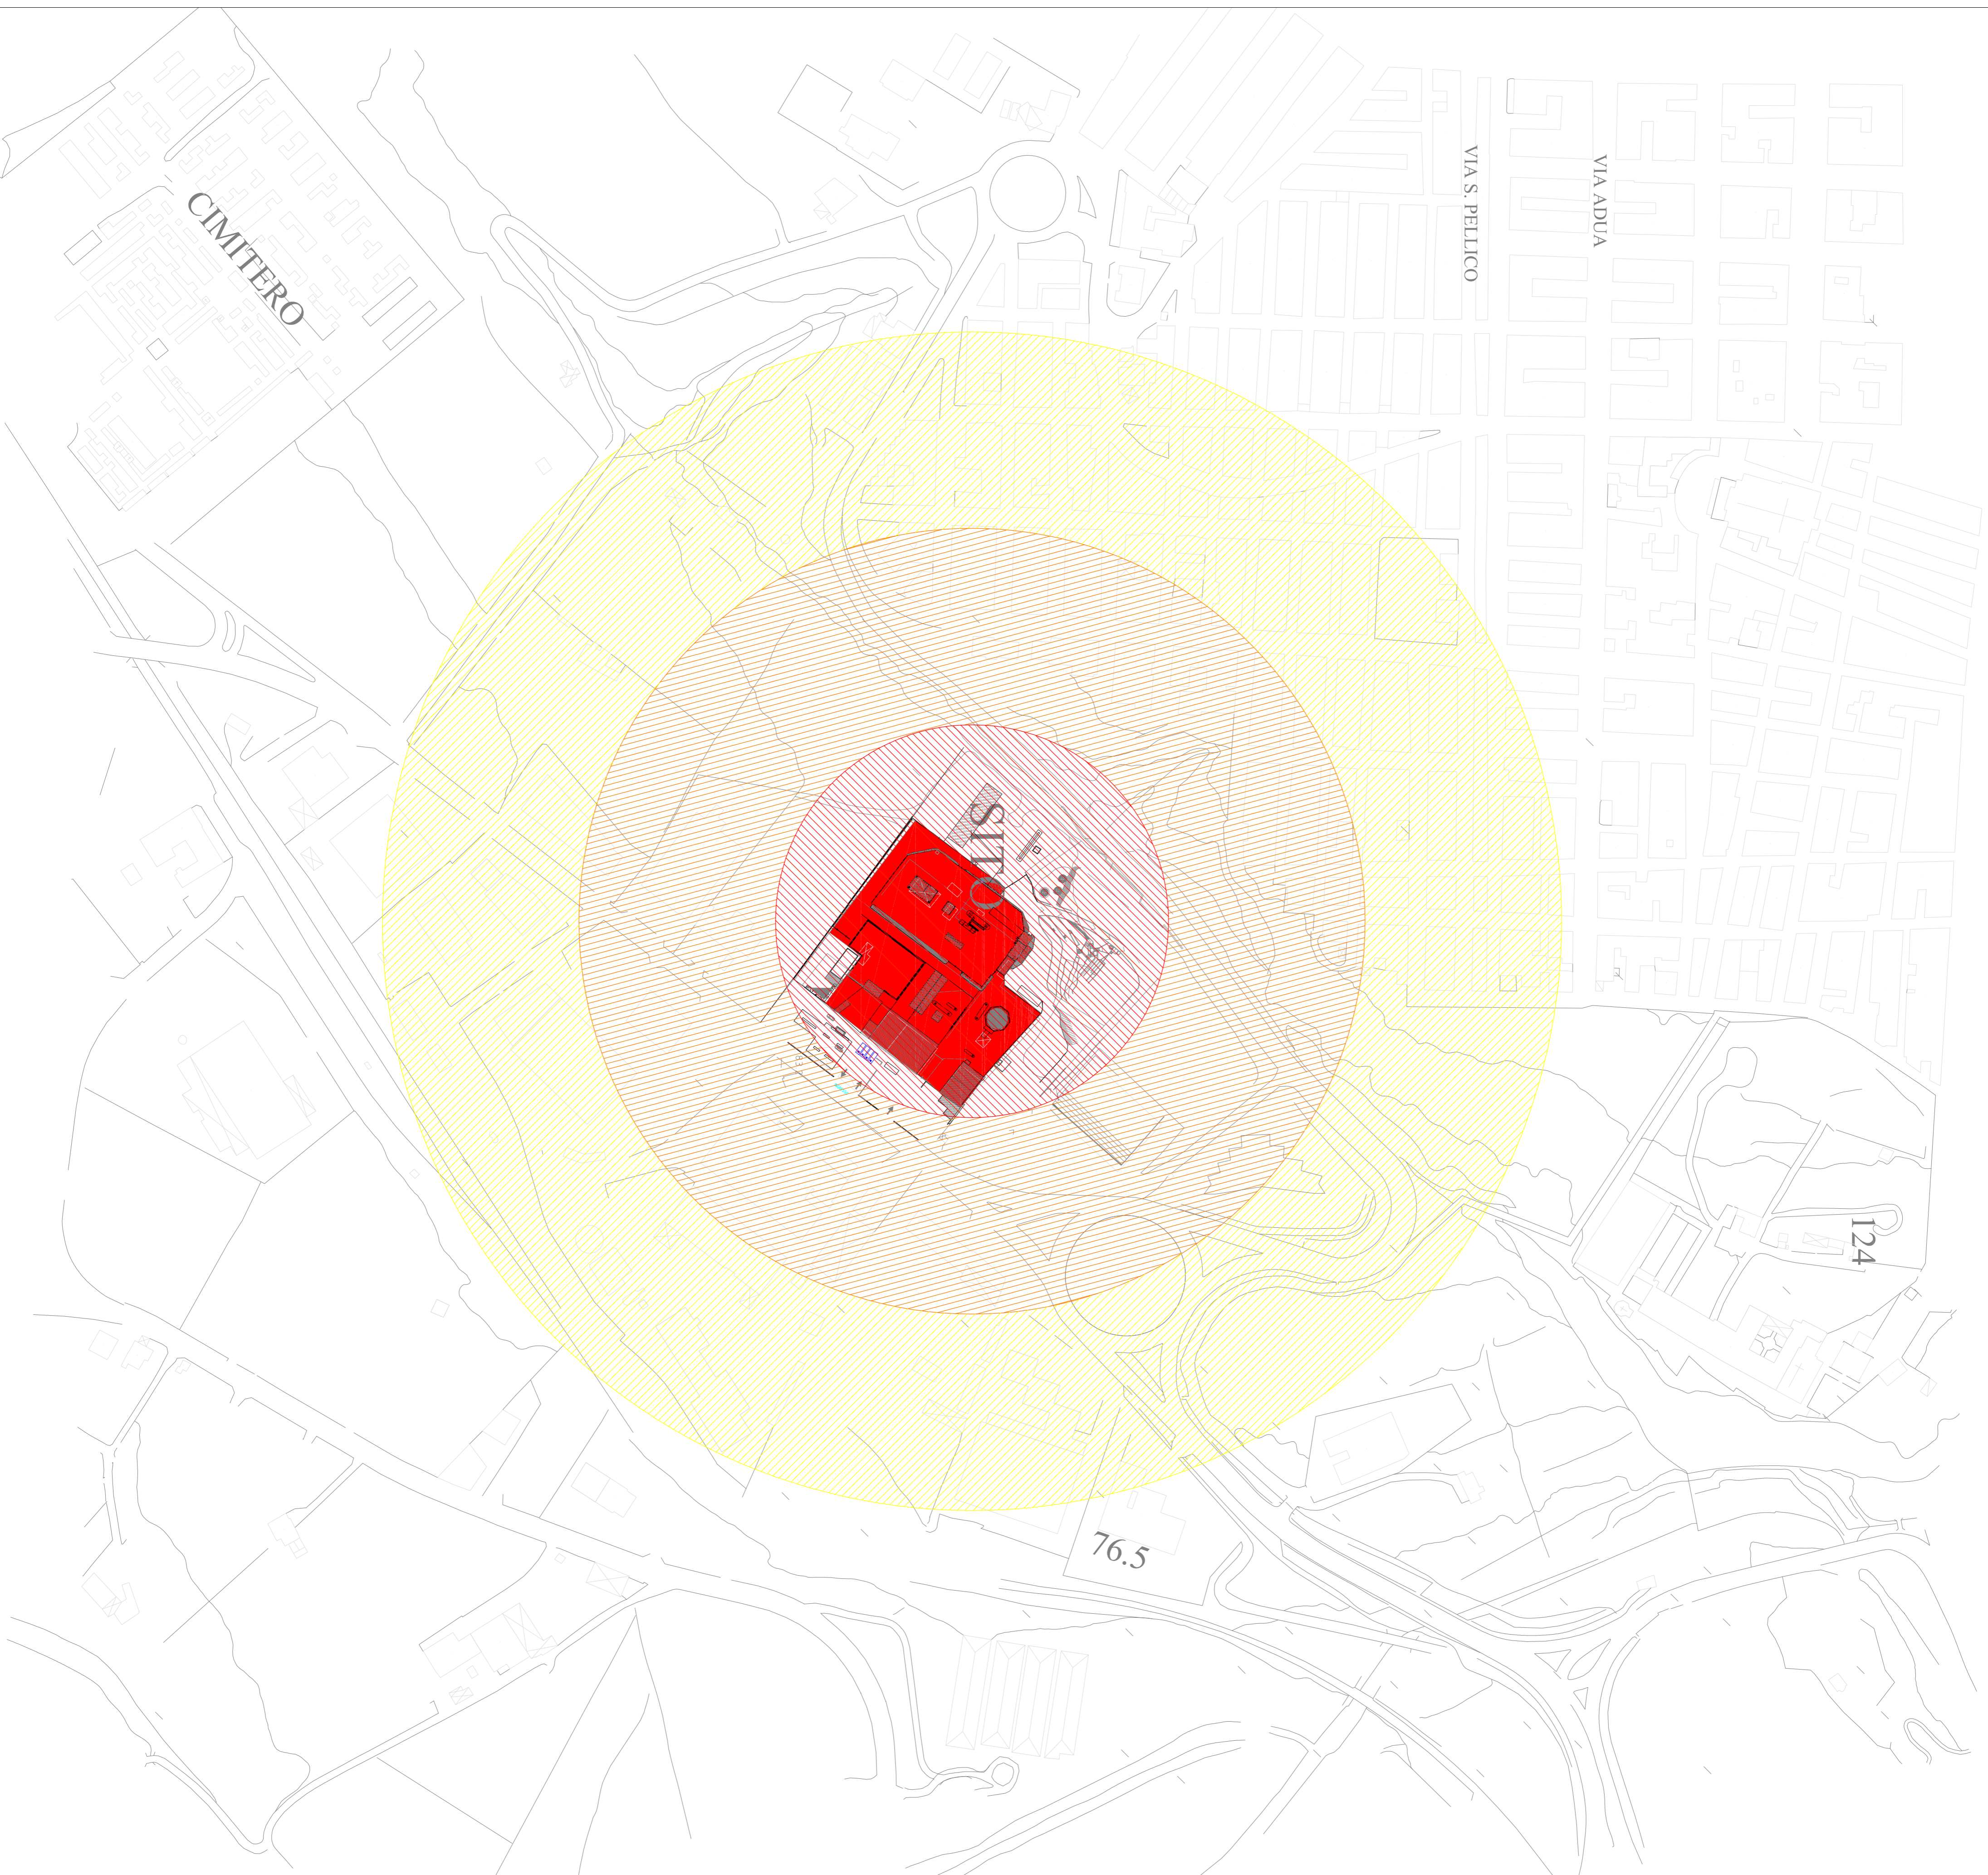 VIA S. PELLICO
VIA ADUA
CIMITERO
SITO
124
76.5